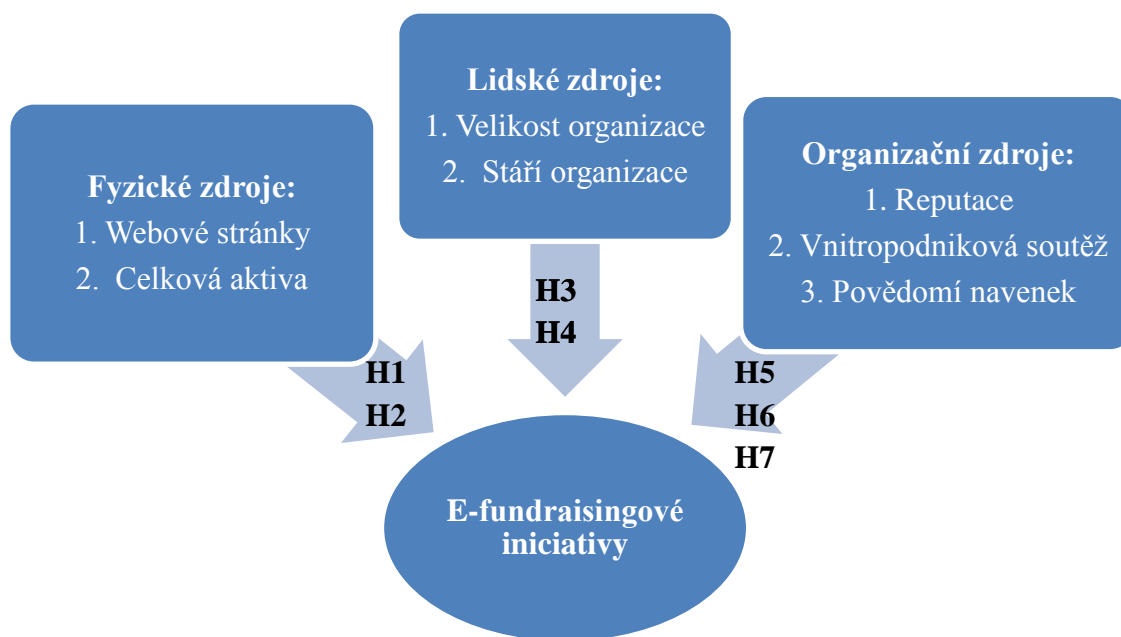 Fyzické zdroje:
1. Webové stránky
2. Celková aktiva
Lidské zdroje:
1. Velikost organizace
2. Stáří organizace
Organizační zdroje:
1. Reputace
2. Vnitropodniková soutěž
3. Povědomí navenek
H1
H2
H3
H4
H5
H6
H7
E-fundraisingové
iniciativy